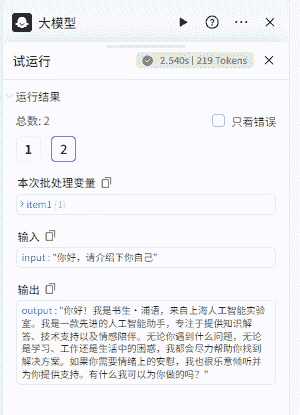 大模型
试运行
2.540s | 219 Tokens
运行结果
总数: 2
只看错误
1
2
本次批处理变量
item1 {1}
输入
input : "你好，请介绍下你自己"
输出
output : "你好！我是书生・浦语，来自上海人工智能实验
室。我是一款先进的人工智能助手，专注于提供知识解
答、技术支持以及情感陪伴。无论你遇到什么问题，无论
是学习、工作还是生活中的困惑，我都会尽力帮助你找到
解决方案。如果你需要情绪上的安慰，我也很乐意倾听并
为你提供支持。有什么我可以为你做的吗？"